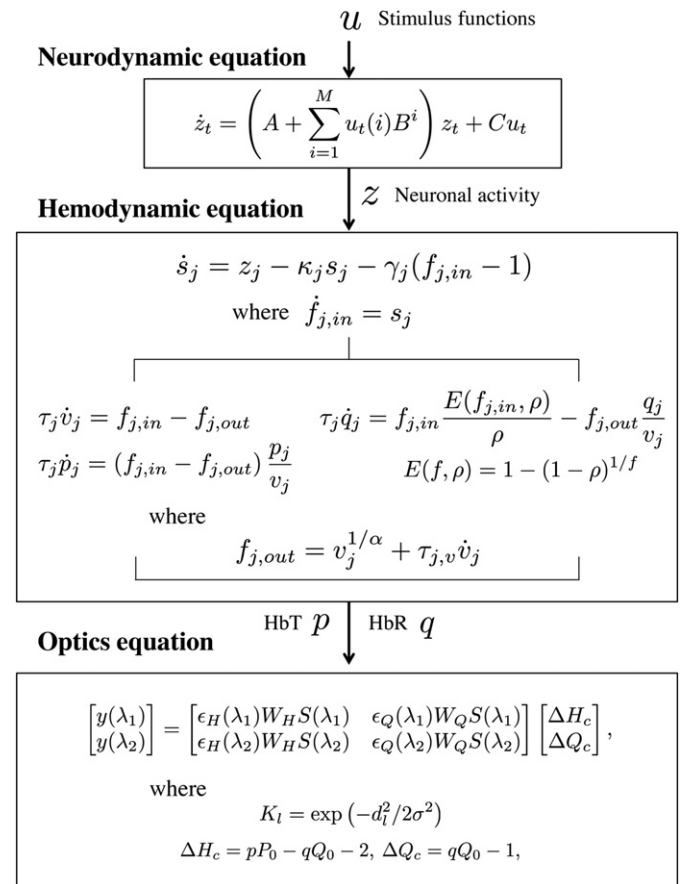 u Stimulus functions
Neurodynamic equation
ż_t = (A + ∑_{i=1}^{M} u_t(i)B^i) z_t + Cu_t
z Neuronal activity
Hemodynamic equation
ṡ_j = z_j − κ_j s_j − γ_j(f_{j,in} − 1)
where ḟ_{j,in} = s_j
τ_j v̇_j = f_{j,in} − f_{j,out}
τ_j q̇_j = f_{j,in} E(f_{j,in}, ρ)/ρ − f_{j,out} q_j/v_j
τ_j ṗ_j = (f_{j,in} − f_{j,out}) p_j/v_j
E(f, ρ) = 1 − (1 − ρ)^{1/f}
where
f_{j,out} = v_j^{1/α} + τ_{j,v} v̇_j
HbT p HbR q
Optics equation
[y(λ_1)] = [ϵ_H(λ_1)W_H S(λ_1) ϵ_Q(λ_1)W_Q S(λ_1)] [ΔH_c]
[y(λ_2)] [ϵ_H(λ_2)W_H S(λ_2) ϵ_Q(λ_2)W_Q S(λ_2)] [ΔQ_c] ,
where
K_l = exp (−d_l^2/2σ^2)
ΔH_c = pP_0 − qQ_0 − 2, ΔQ_c = qQ_0 − 1,